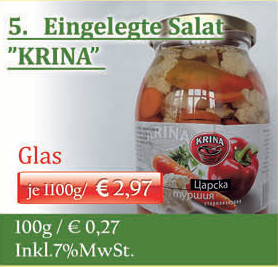 5. Eingelegte Salat
"KRINA"
KRINA
KRINA
Glas
Царска
туршия
je 1100g/ € 2,97
100g / € 0,27
Inkl.7%MwSt.